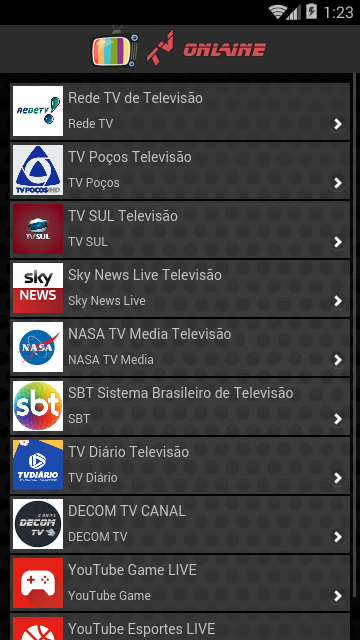 1:23
ONLAINE
REDETV!
Rede TV de Televisão
Rede TV
TVPOÇOSHD
TV Poços Televisão
TV Poços
TVSUL
TV SUL Televisão
TV SUL
sky
NEWS
Sky News Live Televisão
Sky News Live
NASA
NASA TV Media Televisão
NASA TV Media
sbt
SBT Sistema Brasileiro de Televisão
SBT
TVDIÁRIO
TV Diário Televisão
TV Diário
CANAL
DECOM
TV
DECOM TV CANAL
DECOM TV
YouTube Game LIVE
YouTube Game
YouTube Esportes LIVE